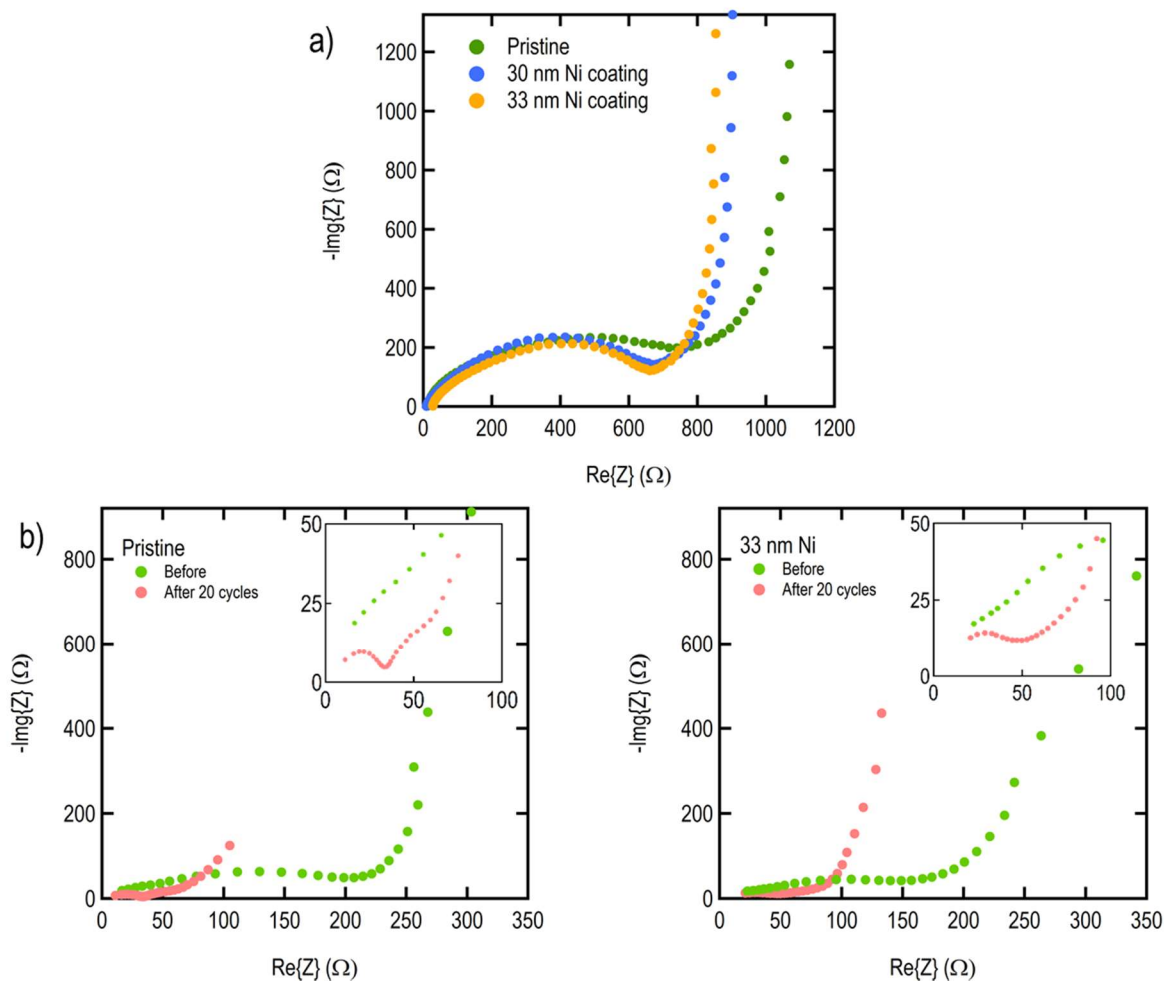 a)
Pristine
30 nm Ni coating
33 nm Ni coating
-Img{Z} (Ω)
1200
1000
800
600
400
200
0
0 200 400 600 800 1000 1200
Re{Z} (Ω)
b)
Pristine
Before
After 20 cycles
50
25
0
0 50 100
-Img{Z} (Ω)
800
600
400
200
0
0 50 100 150 200 250 300 350
Re{Z} (Ω)
33 nm Ni
Before
After 20 cycles
50
25
0
0 50 100
-Img{Z} (Ω)
800
600
400
200
0
0 50 100 150 200 250 300 350
Re{Z} (Ω)